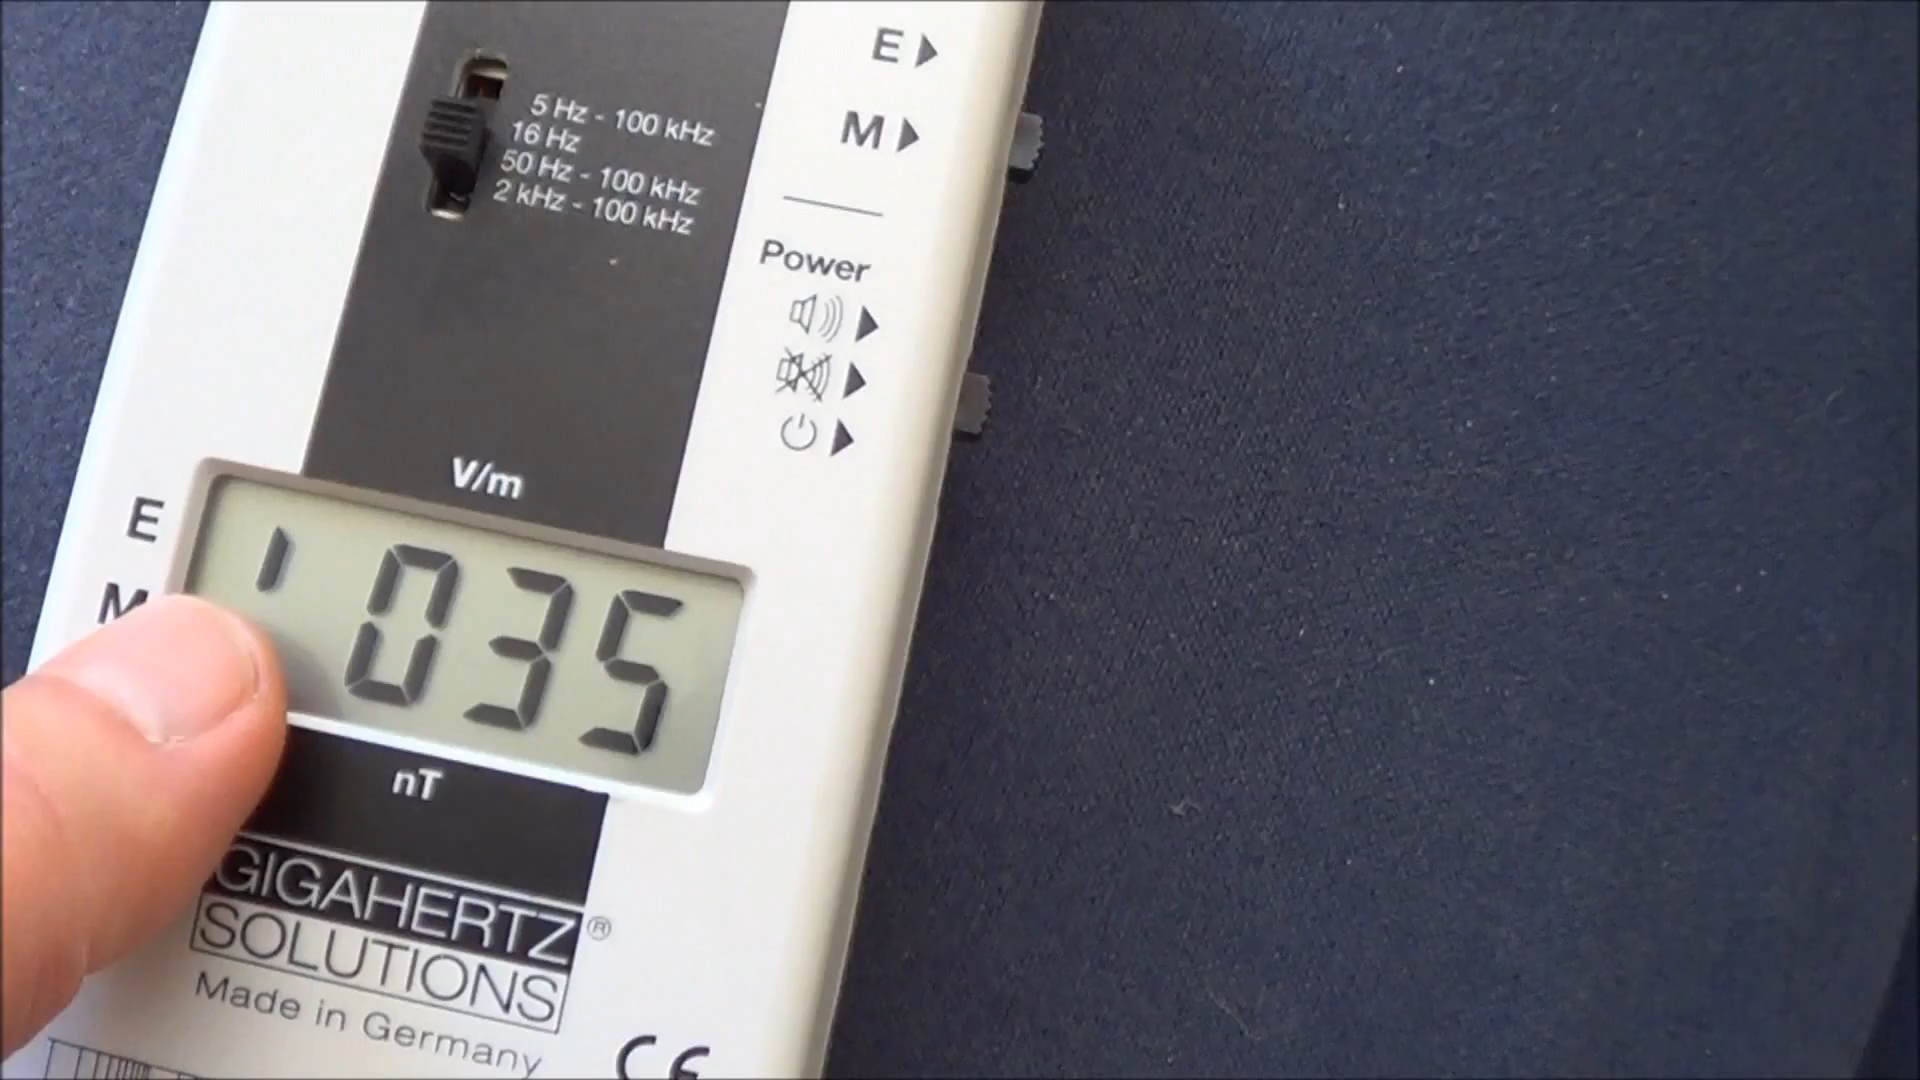 E
M
5 Hz - 100 kHz
16 Hz
50 Hz - 100 kHz
2 kHz - 100 kHz
Power
V/m
E
M
1035
nT
GIGAHERTZ ®
SOLUTIONS
Made in Germany
CE